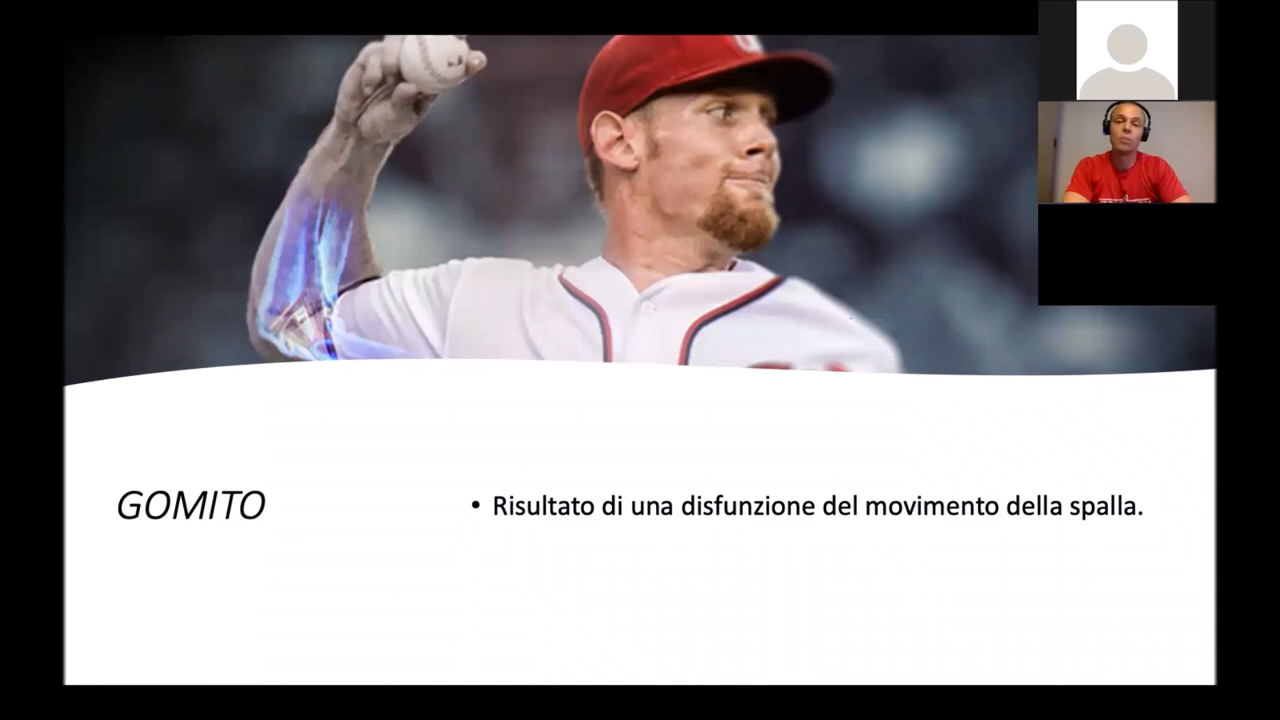 GOMITO
• Risultato di una disfunzione del movimento della spalla.